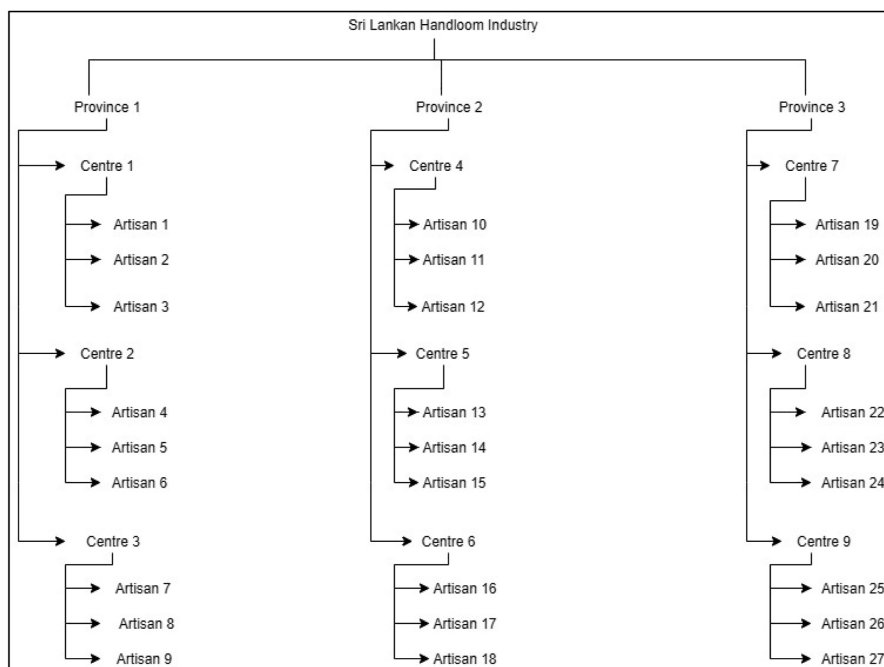 Sri Lankan Handloom Industry
Province 1
Province 2
Province 3
Centre 1
Centre 4
Centre 7
Artisan 1
Artisan 10
Artisan 19
Artisan 2
Artisan 11
Artisan 20
Artisan 3
Artisan 12
Artisan 21
Centre 2
Centre 5
Centre 8
Artisan 4
Artisan 13
Artisan 22
Artisan 5
Artisan 14
Artisan 23
Artisan 6
Artisan 15
Artisan 24
Centre 3
Centre 6
Centre 9
Artisan 7
Artisan 16
Artisan 25
Artisan 8
Artisan 17
Artisan 26
Artisan 9
Artisan 18
Artisan 27